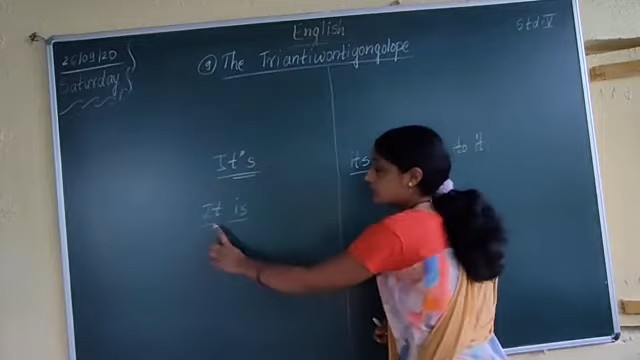 English
Std:V
26/09/20
Saturday
9 The Triantiwontigongolope
It's
its to it
It is